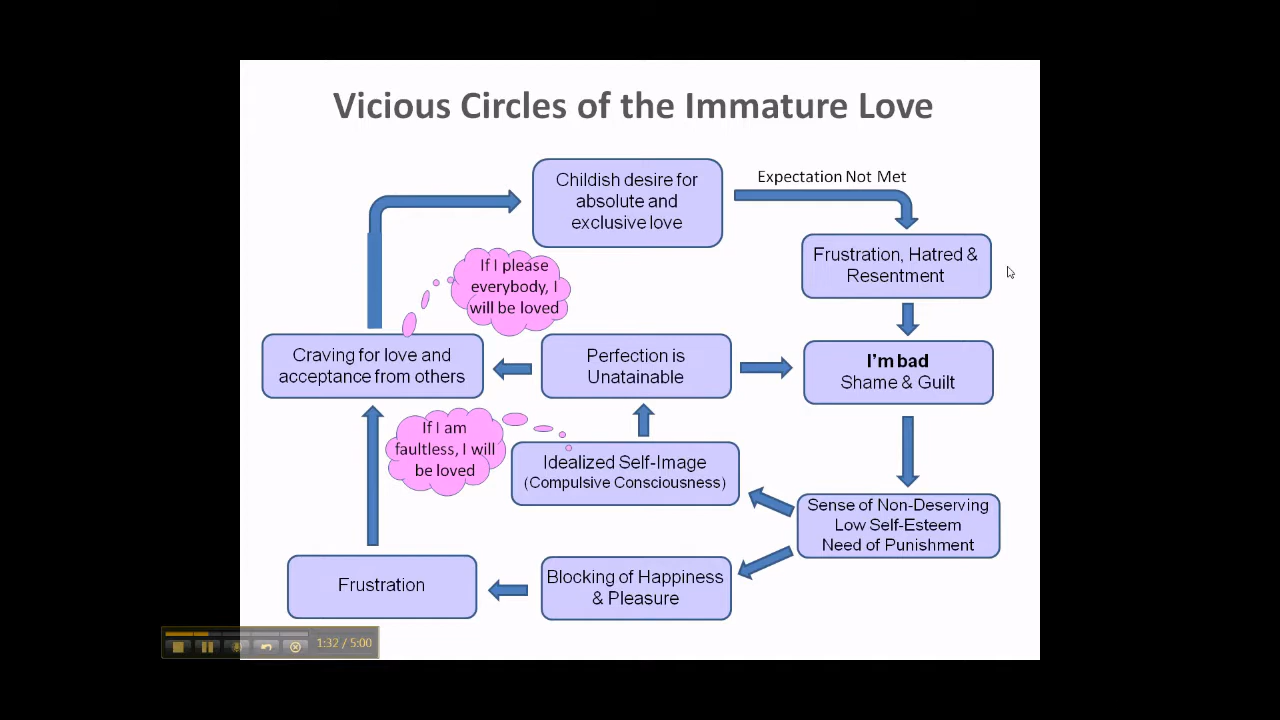 Vicious Circles of the Immature Love
Childish desire for
absolute and
exclusive love
Expectation Not Met
Frustration, Hatred &
Resentment
If I please
everybody, I
will be loved
Craving for love and
acceptance from others
Perfection is
Unatainable
I'm bad
Shame & Guilt
If I am
faultless, I will
be loved
Idealized Self-Image
(Compulsive Consciousness)
Sense of Non-Deserving
Low Self-Esteem
Need of Punishment
Frustration
Blocking of Happiness
& Pleasure
1:32 / 5:00